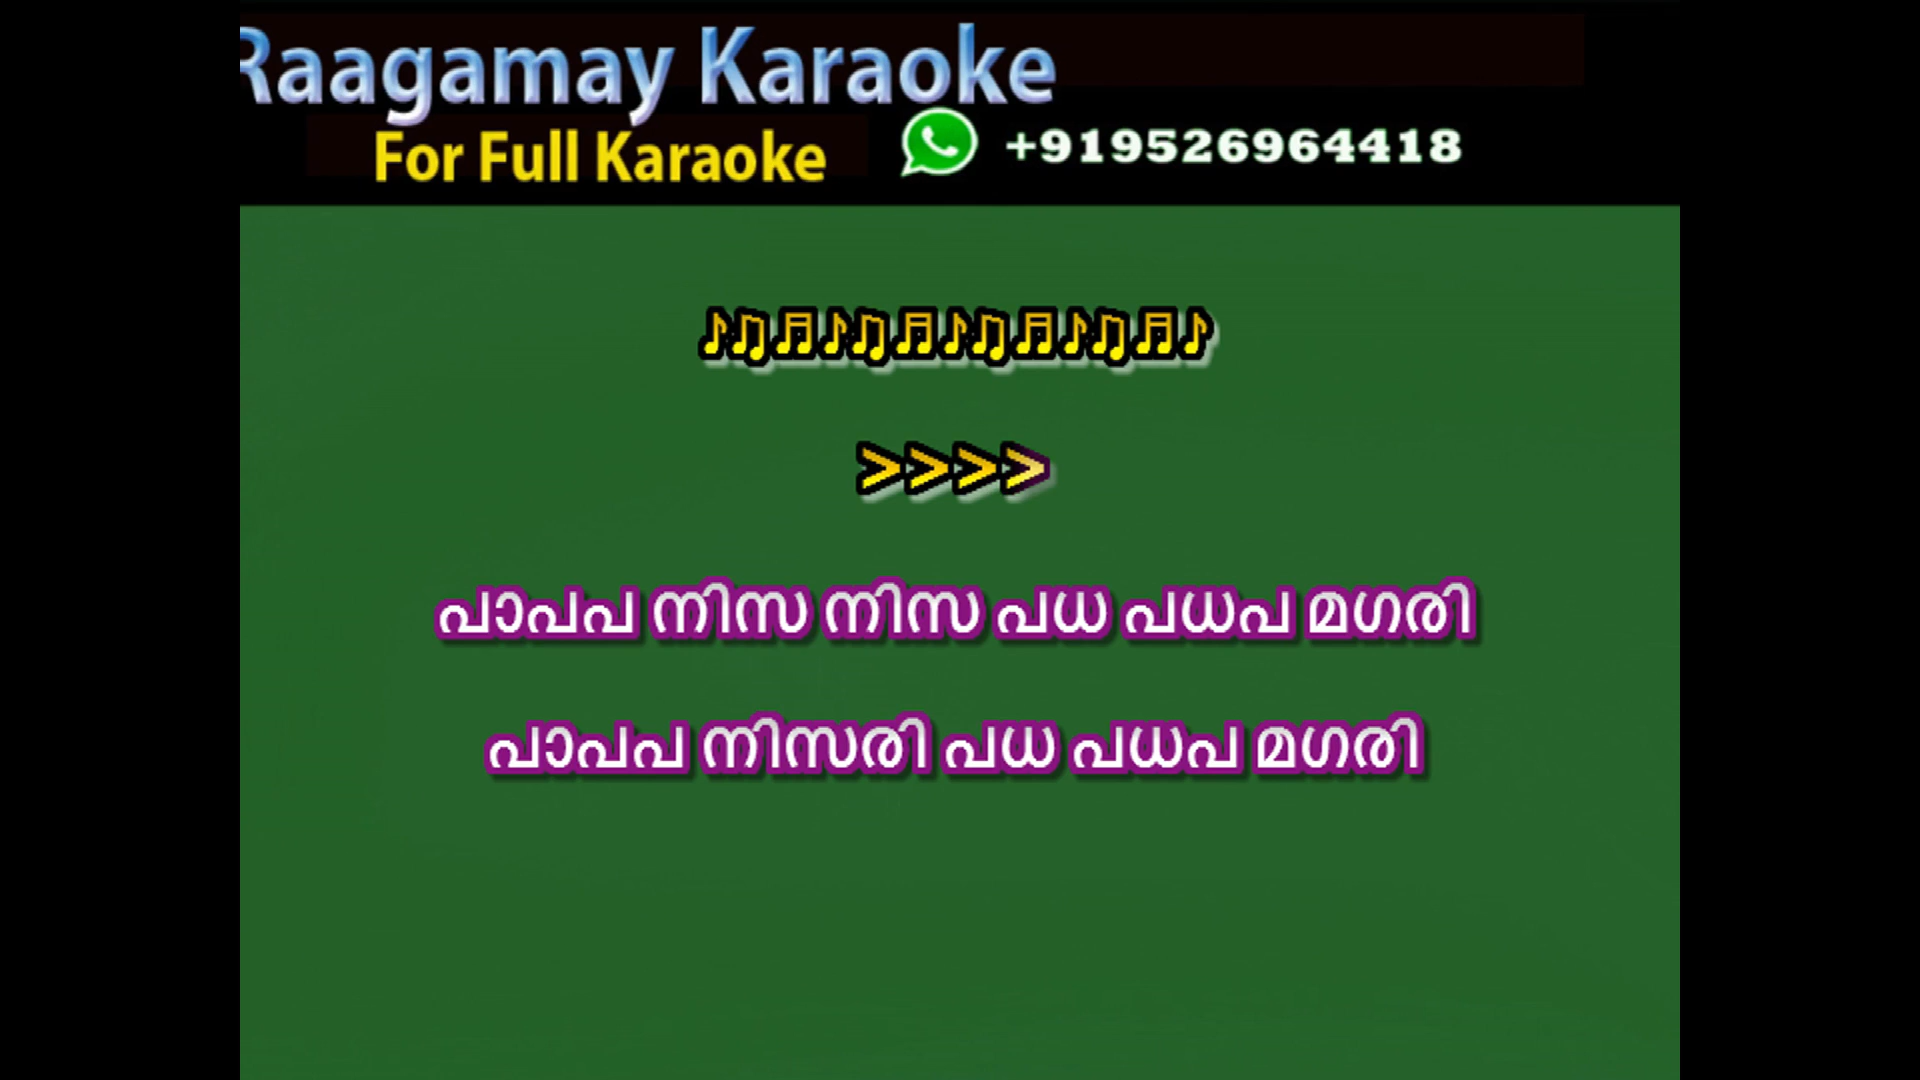 Raagamay Karaoke
For Full Karaoke +919526964418
♪♫♬♪♫♬♪♫♬♪♫♬♪
>>>>
പാപപ നിസ നിസ പധ പധപ മഗരി
പാപപ നിസരി പധ പധപ മഗരി